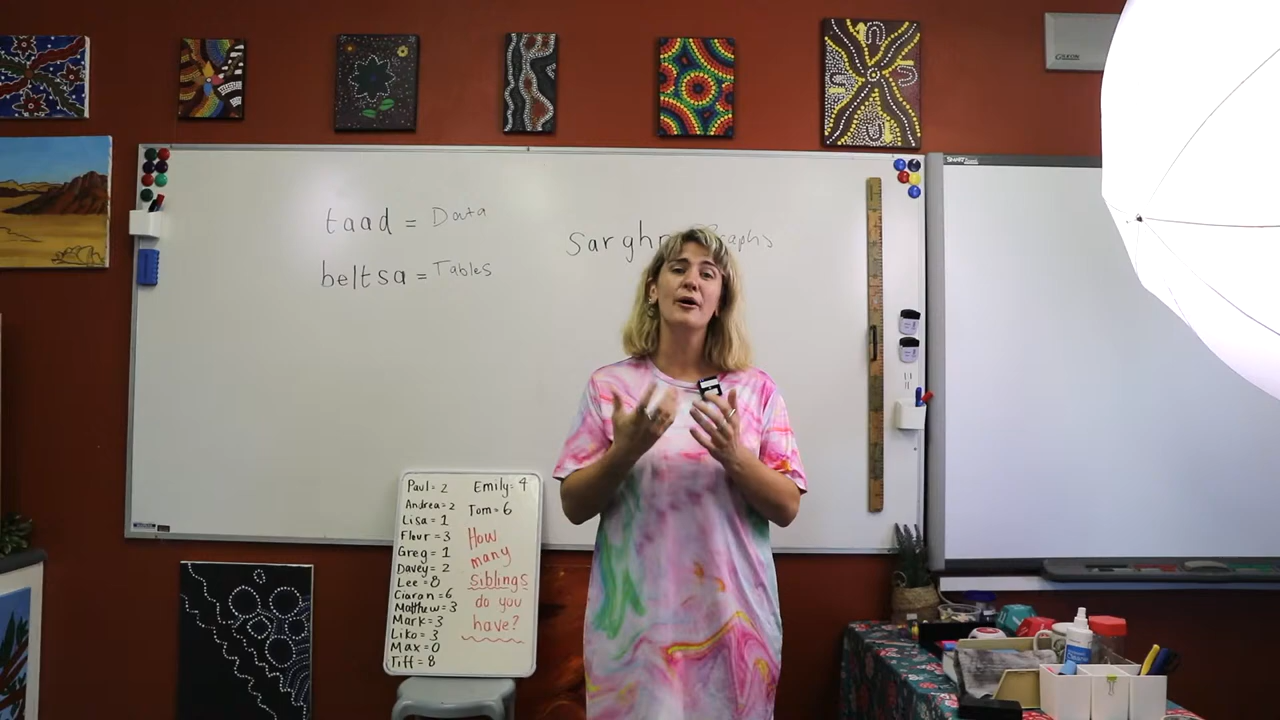 taad = Data
beltsa = Tables
Graphs
SMART
Paul = 2
Andrea = 2
Lisa = 1
Fleur = 3
Greg = 1
Davey = 2
Lee = 8
Ciaran = 6
Matthew = 3
Mark = 3
Liko = 3
Max = 0
Tiff = 8
Emily = 4
Tom = 6
How
many
siblings
do you
have?